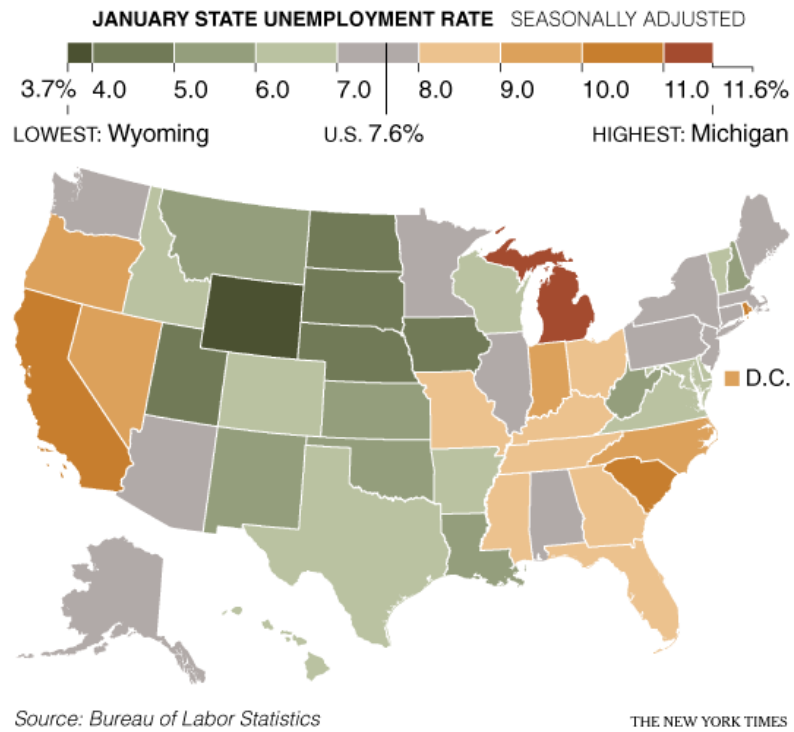 JANUARY STATE UNEMPLOYMENT RATE SEASONALLY ADJUSTED
3.7% 4.0 5.0 6.0 7.0 8.0 9.0 10.0 11.0 11.6%
LOWEST: Wyoming U.S. 7.6% HIGHEST: Michigan
D.C.
Source: Bureau of Labor Statistics THE NEW YORK TIMES